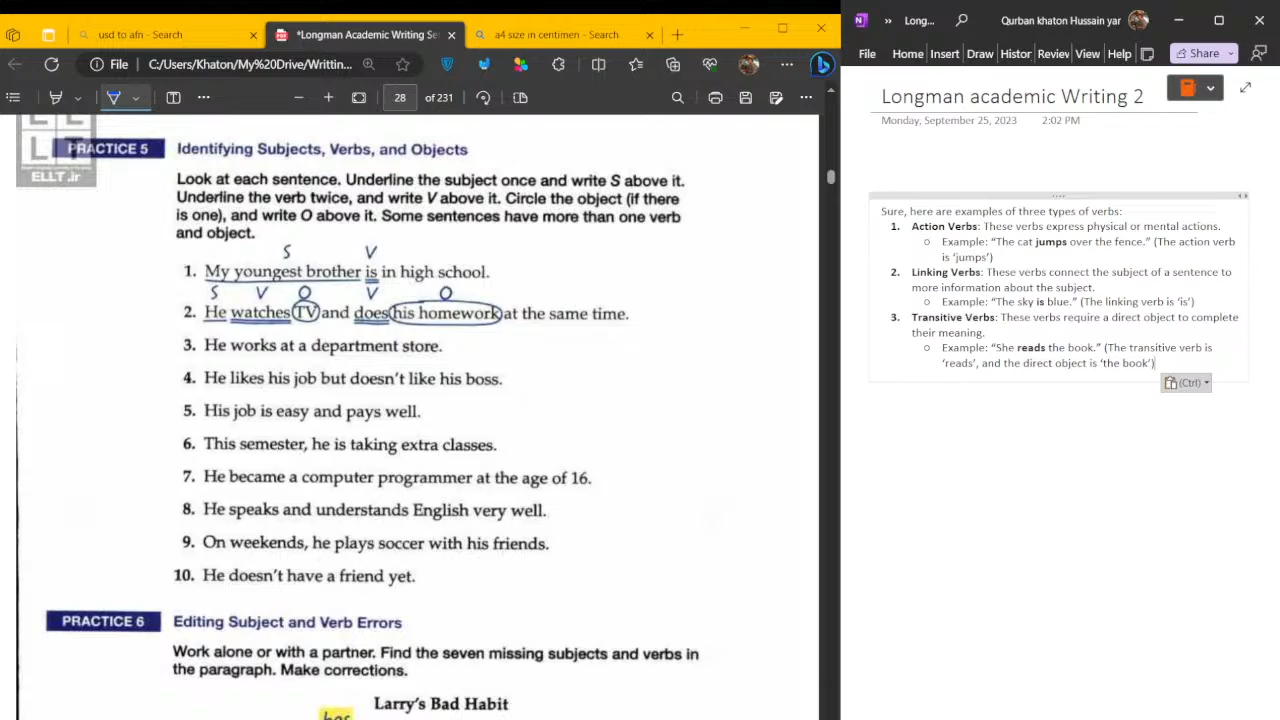 usd to afn - Search
*Longman Academic Writing Se
a4 size in centimen - Search
File
C:/Users/Khaton/My%20Drive/Writtin...
28 of 231
PRACTICE 5 Identifying Subjects, Verbs, and Objects
ELLT.ir
Look at each sentence. Underline the subject once and write S above it.
Underline the verb twice, and write V above it. Circle the object (if there
is one), and write O above it. Some sentences have more than one verb
and object.
S V
1. My youngest brother is in high school.
S V O V O
2. He watches TV and does his homework at the same time.
3. He works at a department store.
4. He likes his job but doesn't like his boss.
5. His job is easy and pays well.
6. This semester, he is taking extra classes.
7. He became a computer programmer at the age of 16.
8. He speaks and understands English very well.
9. On weekends, he plays soccer with his friends.
10. He doesn't have a friend yet.
PRACTICE 6 Editing Subject and Verb Errors
Work alone or with a partner. Find the seven missing subjects and verbs in
the paragraph. Make corrections.
Larry's Bad Habit
has
» Long... Qurban khaton Hussain yar
File Home Insert Draw Histor Review View Help Share
Longman academic Writing 2
Monday, September 25, 2023 2:02 PM
Sure, here are examples of three types of verbs:
1. Action Verbs: These verbs express physical or mental actions.
○ Example: "The cat jumps over the fence." (The action verb
is 'jumps')
2. Linking Verbs: These verbs connect the subject of a sentence to
more information about the subject.
○ Example: "The sky is blue." (The linking verb is 'is')
3. Transitive Verbs: These verbs require a direct object to complete
their meaning.
○ Example: "She reads the book." (The transitive verb is
'reads', and the direct object is 'the book')
(Ctrl)